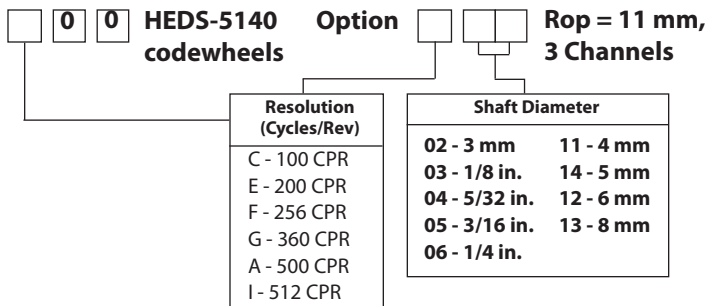 0 0 HEDS-5140 Option Rop = 11 mm,
codewheels 3 Channels
Resolution
(Cycles/Rev)
C - 100 CPR
E - 200 CPR
F - 256 CPR
G - 360 CPR
A - 500 CPR
I - 512 CPR
Shaft Diameter
02 - 3 mm 11 - 4 mm
03 - 1/8 in. 14 - 5 mm
04 - 5/32 in. 12 - 6 mm
05 - 3/16 in. 13 - 8 mm
06 - 1/4 in.